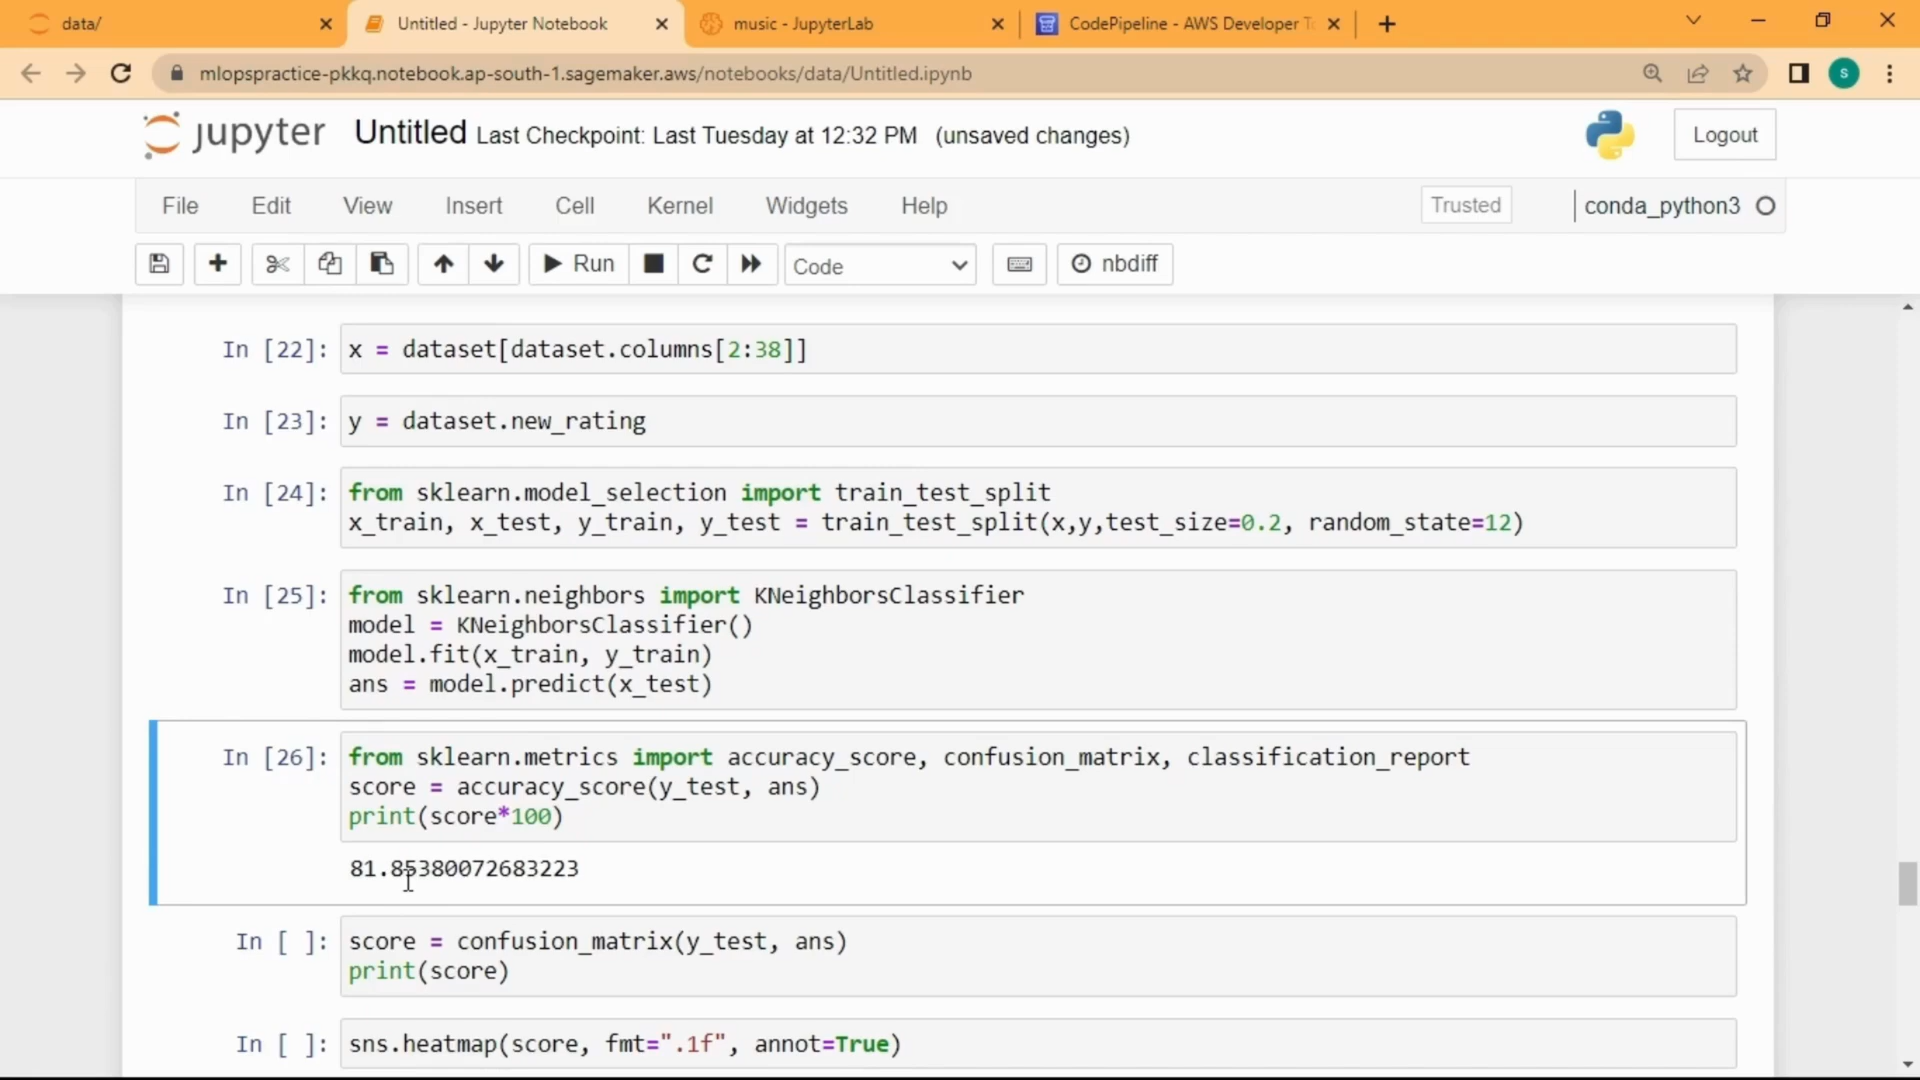 data/
Untitled - Jupyter Notebook
music - JupyterLab
CodePipeline - AWS Developer To
mlopspractice-pkkq.notebook.ap-south-1.sagemaker.aws/notebooks/data/Untitled.ipynb
S
jupyter Untitled Last Checkpoint: Last Tuesday at 12:32 PM (unsaved changes)
Logout
File Edit View Insert Cell Kernel Widgets Help Trusted conda_python3
Run Code nbdiff
In [22]: x = dataset[dataset.columns[2:38]]
In [23]: y = dataset.new_rating
In [24]: from sklearn.model_selection import train_test_split
x_train, x_test, y_train, y_test = train_test_split(x,y,test_size=0.2, random_state=12)
In [25]: from sklearn.neighbors import KNeighborsClassifier
model = KNeighborsClassifier()
model.fit(x_train, y_train)
ans = model.predict(x_test)
In [26]: from sklearn.metrics import accuracy_score, confusion_matrix, classification_report
score = accuracy_score(y_test, ans)
print(score*100)
81.85380072683223
In [ ]: score = confusion_matrix(y_test, ans)
print(score)
In [ ]: sns.heatmap(score, fmt=".1f", annot=True)